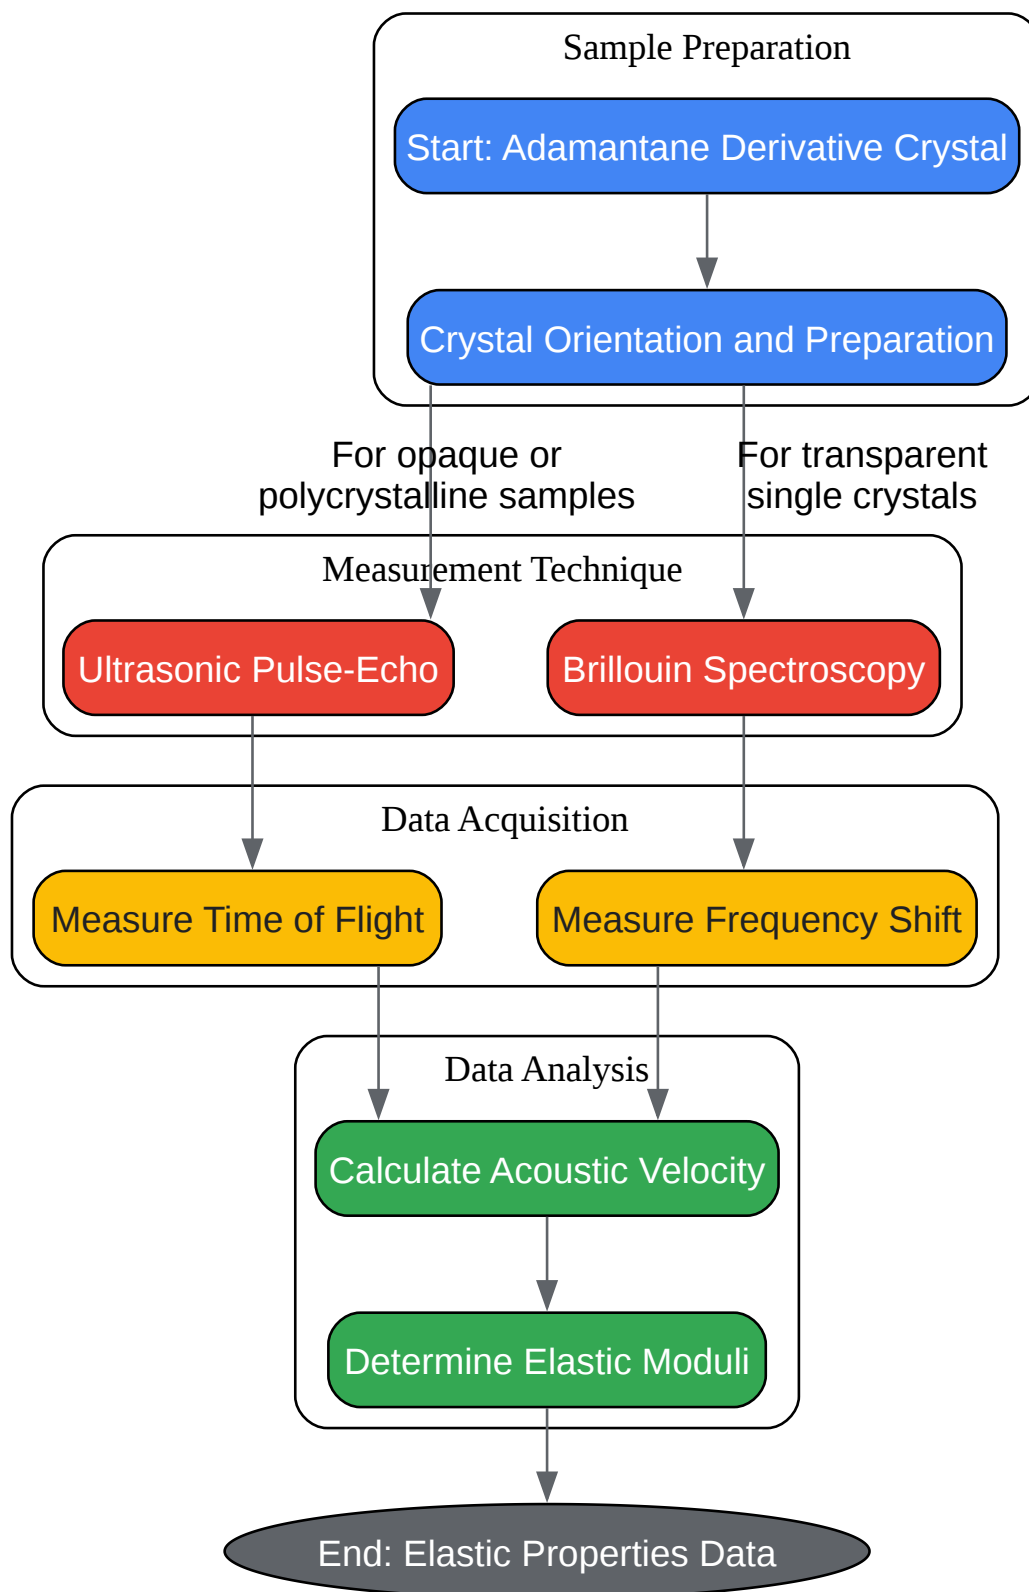 Sample Preparation
Start: Adamantane Derivative Crystal
Crystal Orientation and Preparation
For opaque or
polycrystalline samples
For transparent
single crystals
Measurement Technique
Ultrasonic Pulse-Echo
Brillouin Spectroscopy
Data Acquisition
Measure Time of Flight
Measure Frequency Shift
Data Analysis
Calculate Acoustic Velocity
Determine Elastic Moduli
End: Elastic Properties Data